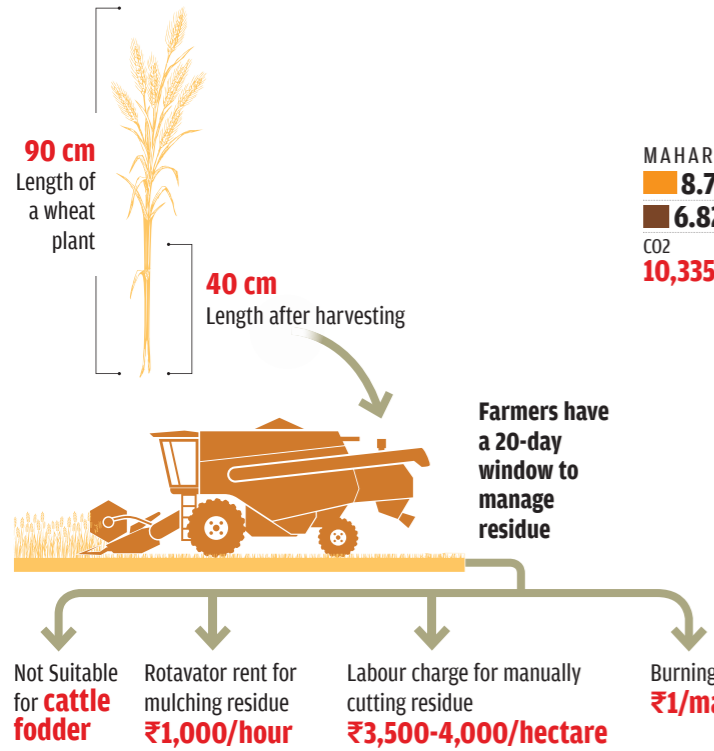 90 cm
Length of
a wheat
plant
40 cm
Length after harvesting
MAHAR
8.7
6.82
CO2
10,335
Farmers have
a 20-day
window to
manage
residue
Not Suitable
for cattle
fodder
Rotavator rent for
mulching residue
₹1,000/hour
Labour charge for manually
cutting residue
₹3,500-4,000/hectare
Burning
₹1/ma